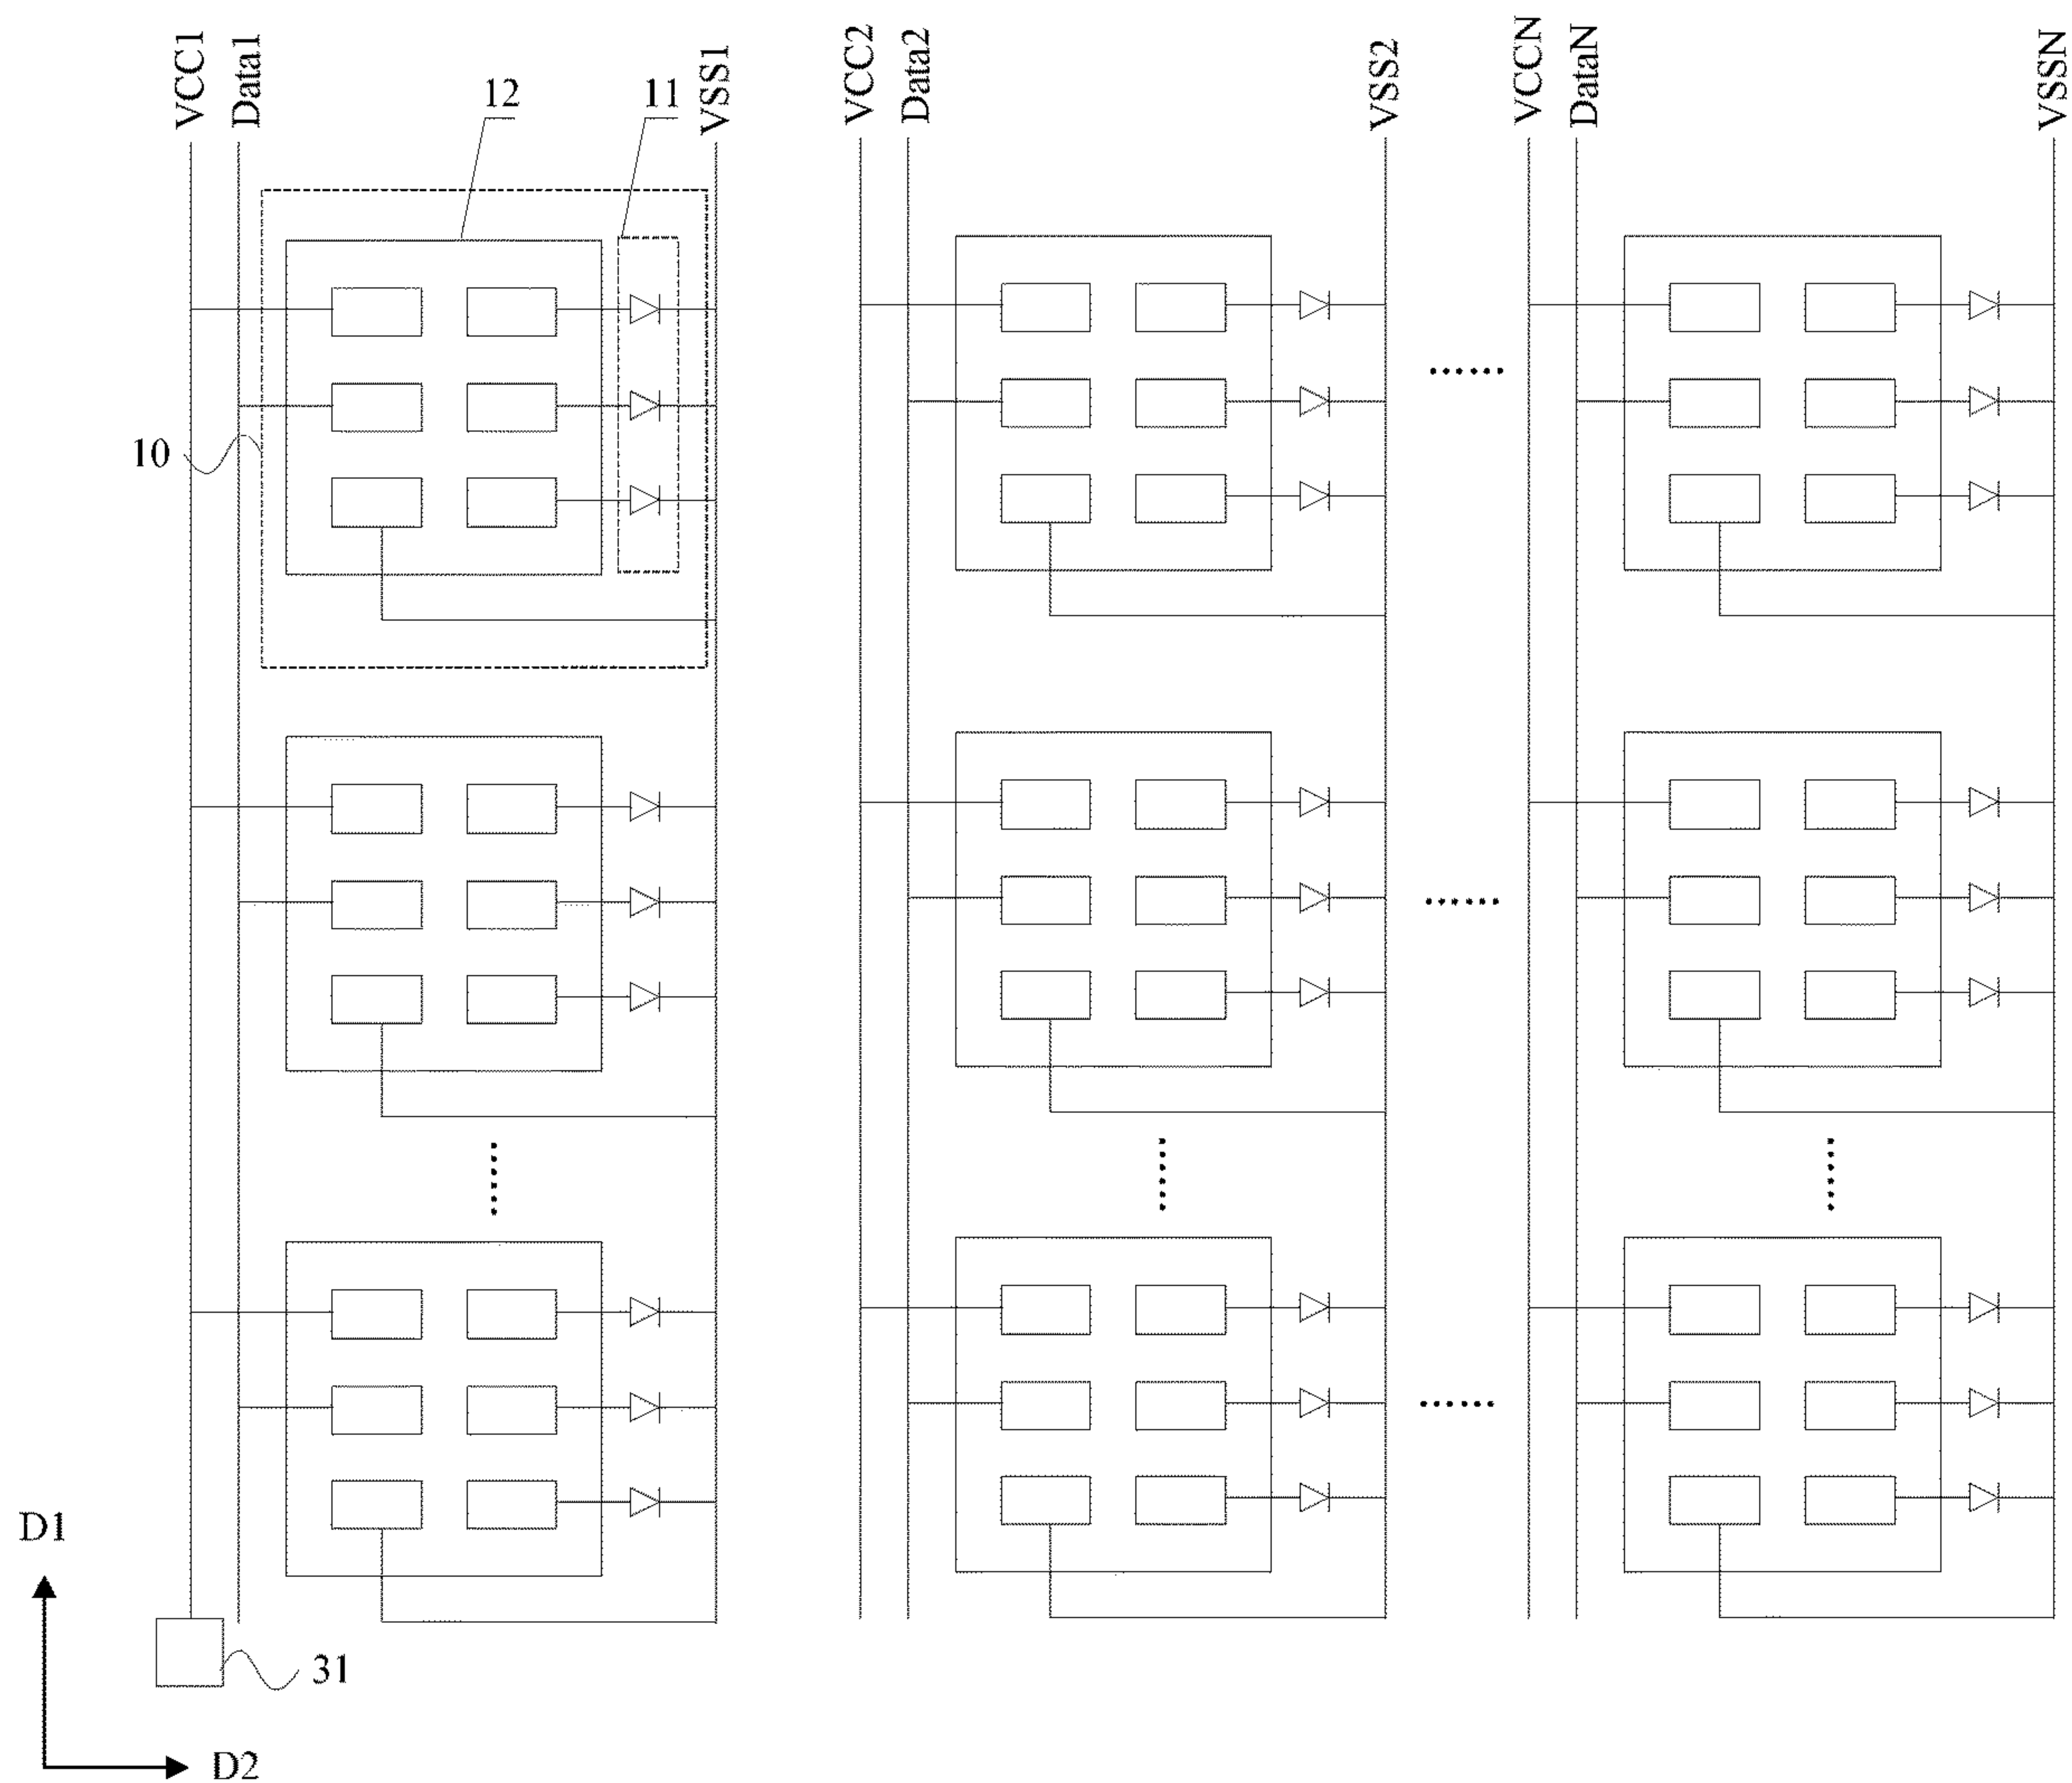 VCC1
Data1
VSS1
VCC2
Data2
VSS2
VCCN
DataN
VSSN
12
11
10
D1
31
D2